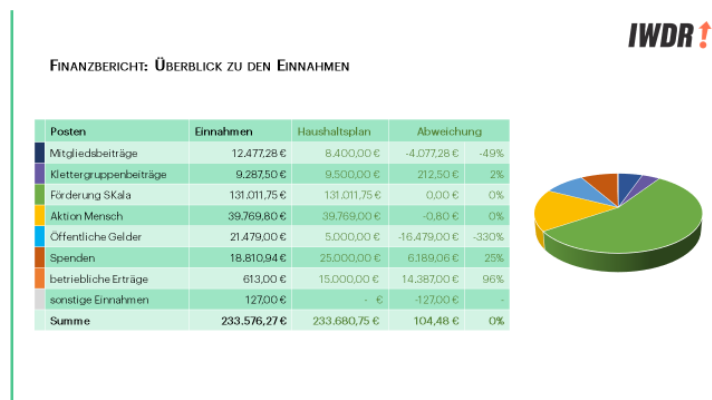 IWDR!
Finanzbericht: Überblick zu den Einnahmen
Posten Einnahmen Haushaltsplan Abweichung
Mitgliedsbeiträge 12.477,28 € 8.400,00 € -4.077,28 € -49%
Klettergruppenbeiträge 9.287,50 € 9.500,00 € 212,50 € 2%
Förderung SKala 131.011,75 € 131.011,75 € 0,00 € 0%
Aktion Mensch 39.769,80 € 39.769,00 € -0,80 € 0%
Öffentliche Gelder 21.479,00 € 5.000,00 € -16.479,00 € -330%
Spenden 18.810,94 € 25.000,00 € 6.189,06 € 25%
betriebliche Erträge 613,00 € 15.000,00 € 14.387,00 € 96%
sonstige Einnahmen 127,00 € - € -127,00 € -
Summe 233.576,27 € 233.680,75 € 104,48 € 0%